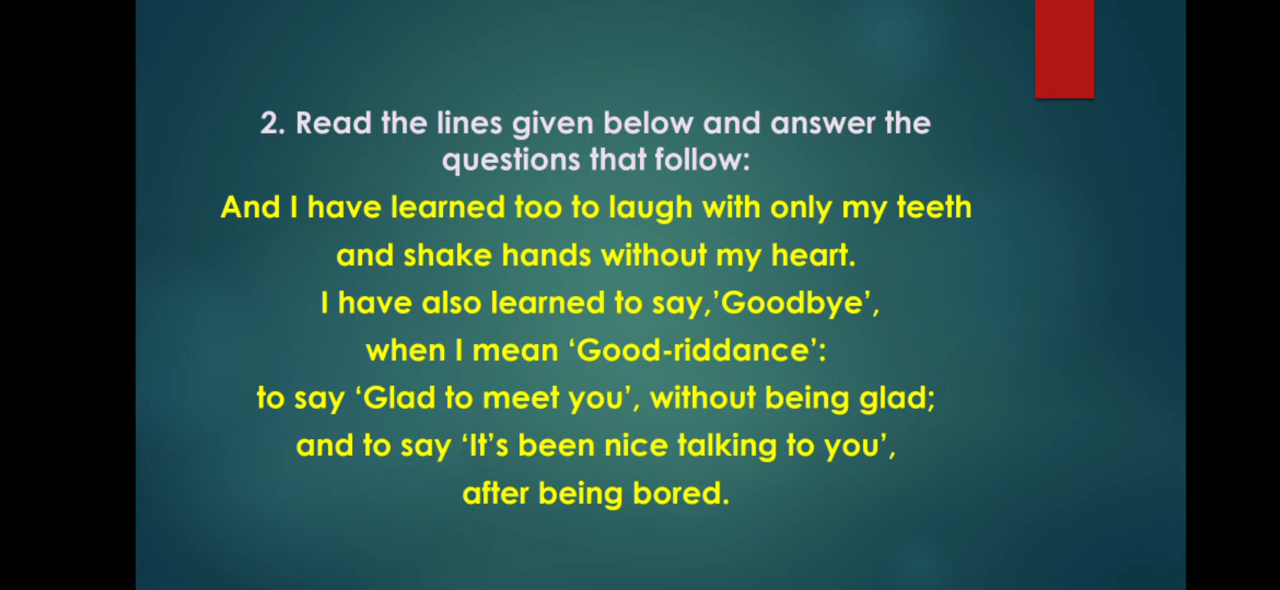 2. Read the lines given below and answer the
questions that follow:
And I have learned too to laugh with only my teeth
and shake hands without my heart.
I have also learned to say,’Goodbye’,
when I mean ‘Good-riddance’:
to say ‘Glad to meet you’, without being glad;
and to say ‘It’s been nice talking to you’,
after being bored.